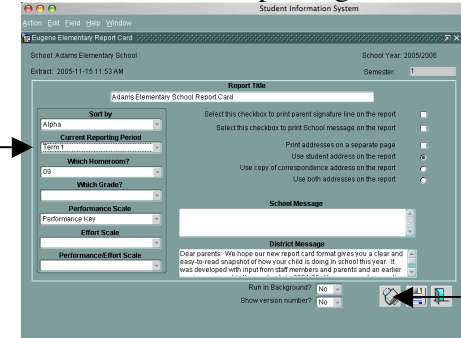 Student Information System
Action Edit Field Help Window
Eugene Elementary Report Card
School: Adams Elementary School School Year: 2005/2006
Extract: 2005-11-15 11:53 AM Semester: 1
Report Title
Adams Elementary School Report Card
Sort by
Alpha
Current Reporting Period
Term 1
Which Homeroom?
09
Which Grade?
Performance Scale
Performance Key
Effort Scale
Performance/Effort Scale
Select this checkbox to print parent signature line on the report
Select this checkbox to print School message on the report
Print addresses on a separate page
Use student address on the report
Use copy of correspondence address on the report
Use both addresses on the report
School Message
District Message
Dear parents: We hope our new report card format gives you a clear and
easy-to-read snapshot of how your child is doing in school this year. It
was developed with input from staff members and parents and an earlier
Run in Background? No
Show version number? No